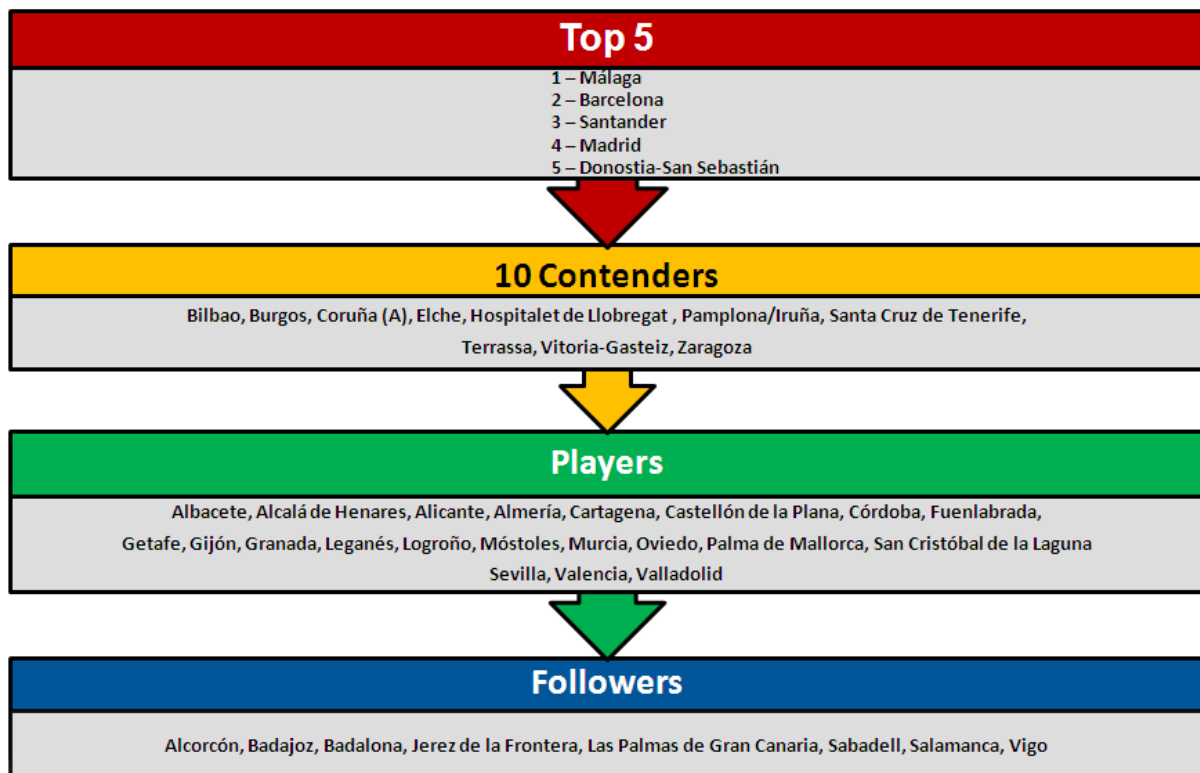 Top 5
1 – Málaga
2 – Barcelona
3 – Santander
4 – Madrid
5 – Donostia-San Sebastián
10 Contenders
Bilbao, Burgos, Coruña (A), Elche, Hospitalet de Llobregat , Pamplona/Iruña, Santa Cruz de Tenerife,
Terrassa, Vitoria-Gasteiz, Zaragoza
Players
Albacete, Alcalá de Henares, Alicante, Almería, Cartagena, Castellón de la Plana, Córdoba, Fuenlabrada,
Getafe, Gijón, Granada, Leganés, Logroño, Móstoles, Murcia, Oviedo, Palma de Mallorca, San Cristóbal de la Laguna
Sevilla, Valencia, Valladolid
Followers
Alcorcón, Badajoz, Badalona, Jerez de la Frontera, Las Palmas de Gran Canaria, Sabadell, Salamanca, Vigo